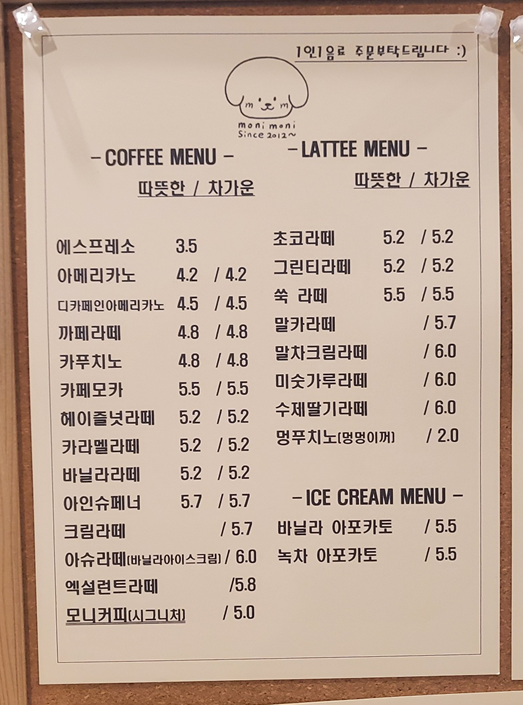 1인1음료 주문부탁드립니다 :)
m m
moni moni
Since 2012~
-COFFEE MENU -
따뜻한 / 차가운
에스프레소 3.5
아메리카노 4.2 / 4.2
디카페인아메리카노 4.5 / 4.5
까페라떼 4.8 / 4.8
카푸치노 4.8 / 4.8
카페모카 5.5 / 5.5
헤이즐넛라떼 5.2 / 5.2
카라멜라떼 5.2 / 5.2
바닐라라떼 5.2 / 5.2
아인슈페너 5.7 / 5.7
크림라떼 / 5.7
아슈라떼(바닐라아이스크림) / 6.0
엑설런트라떼 /5.8
모니커피(시그니처) / 5.0
-LATTEE MENU -
따뜻한 / 차가운
초코라떼 5.2 / 5.2
그린티라떼 5.2 / 5.2
쑥 라떼 5.5 / 5.5
말카라떼 / 5.7
말차크림라떼 / 6.0
미숫가루라떼 / 6.0
수제딸기라떼 / 6.0
멍푸치노(멍멍이꺼) / 2.0
-ICE CREAM MENU -
바닐라 아포카토 / 5.5
녹차 아포카토 / 5.5